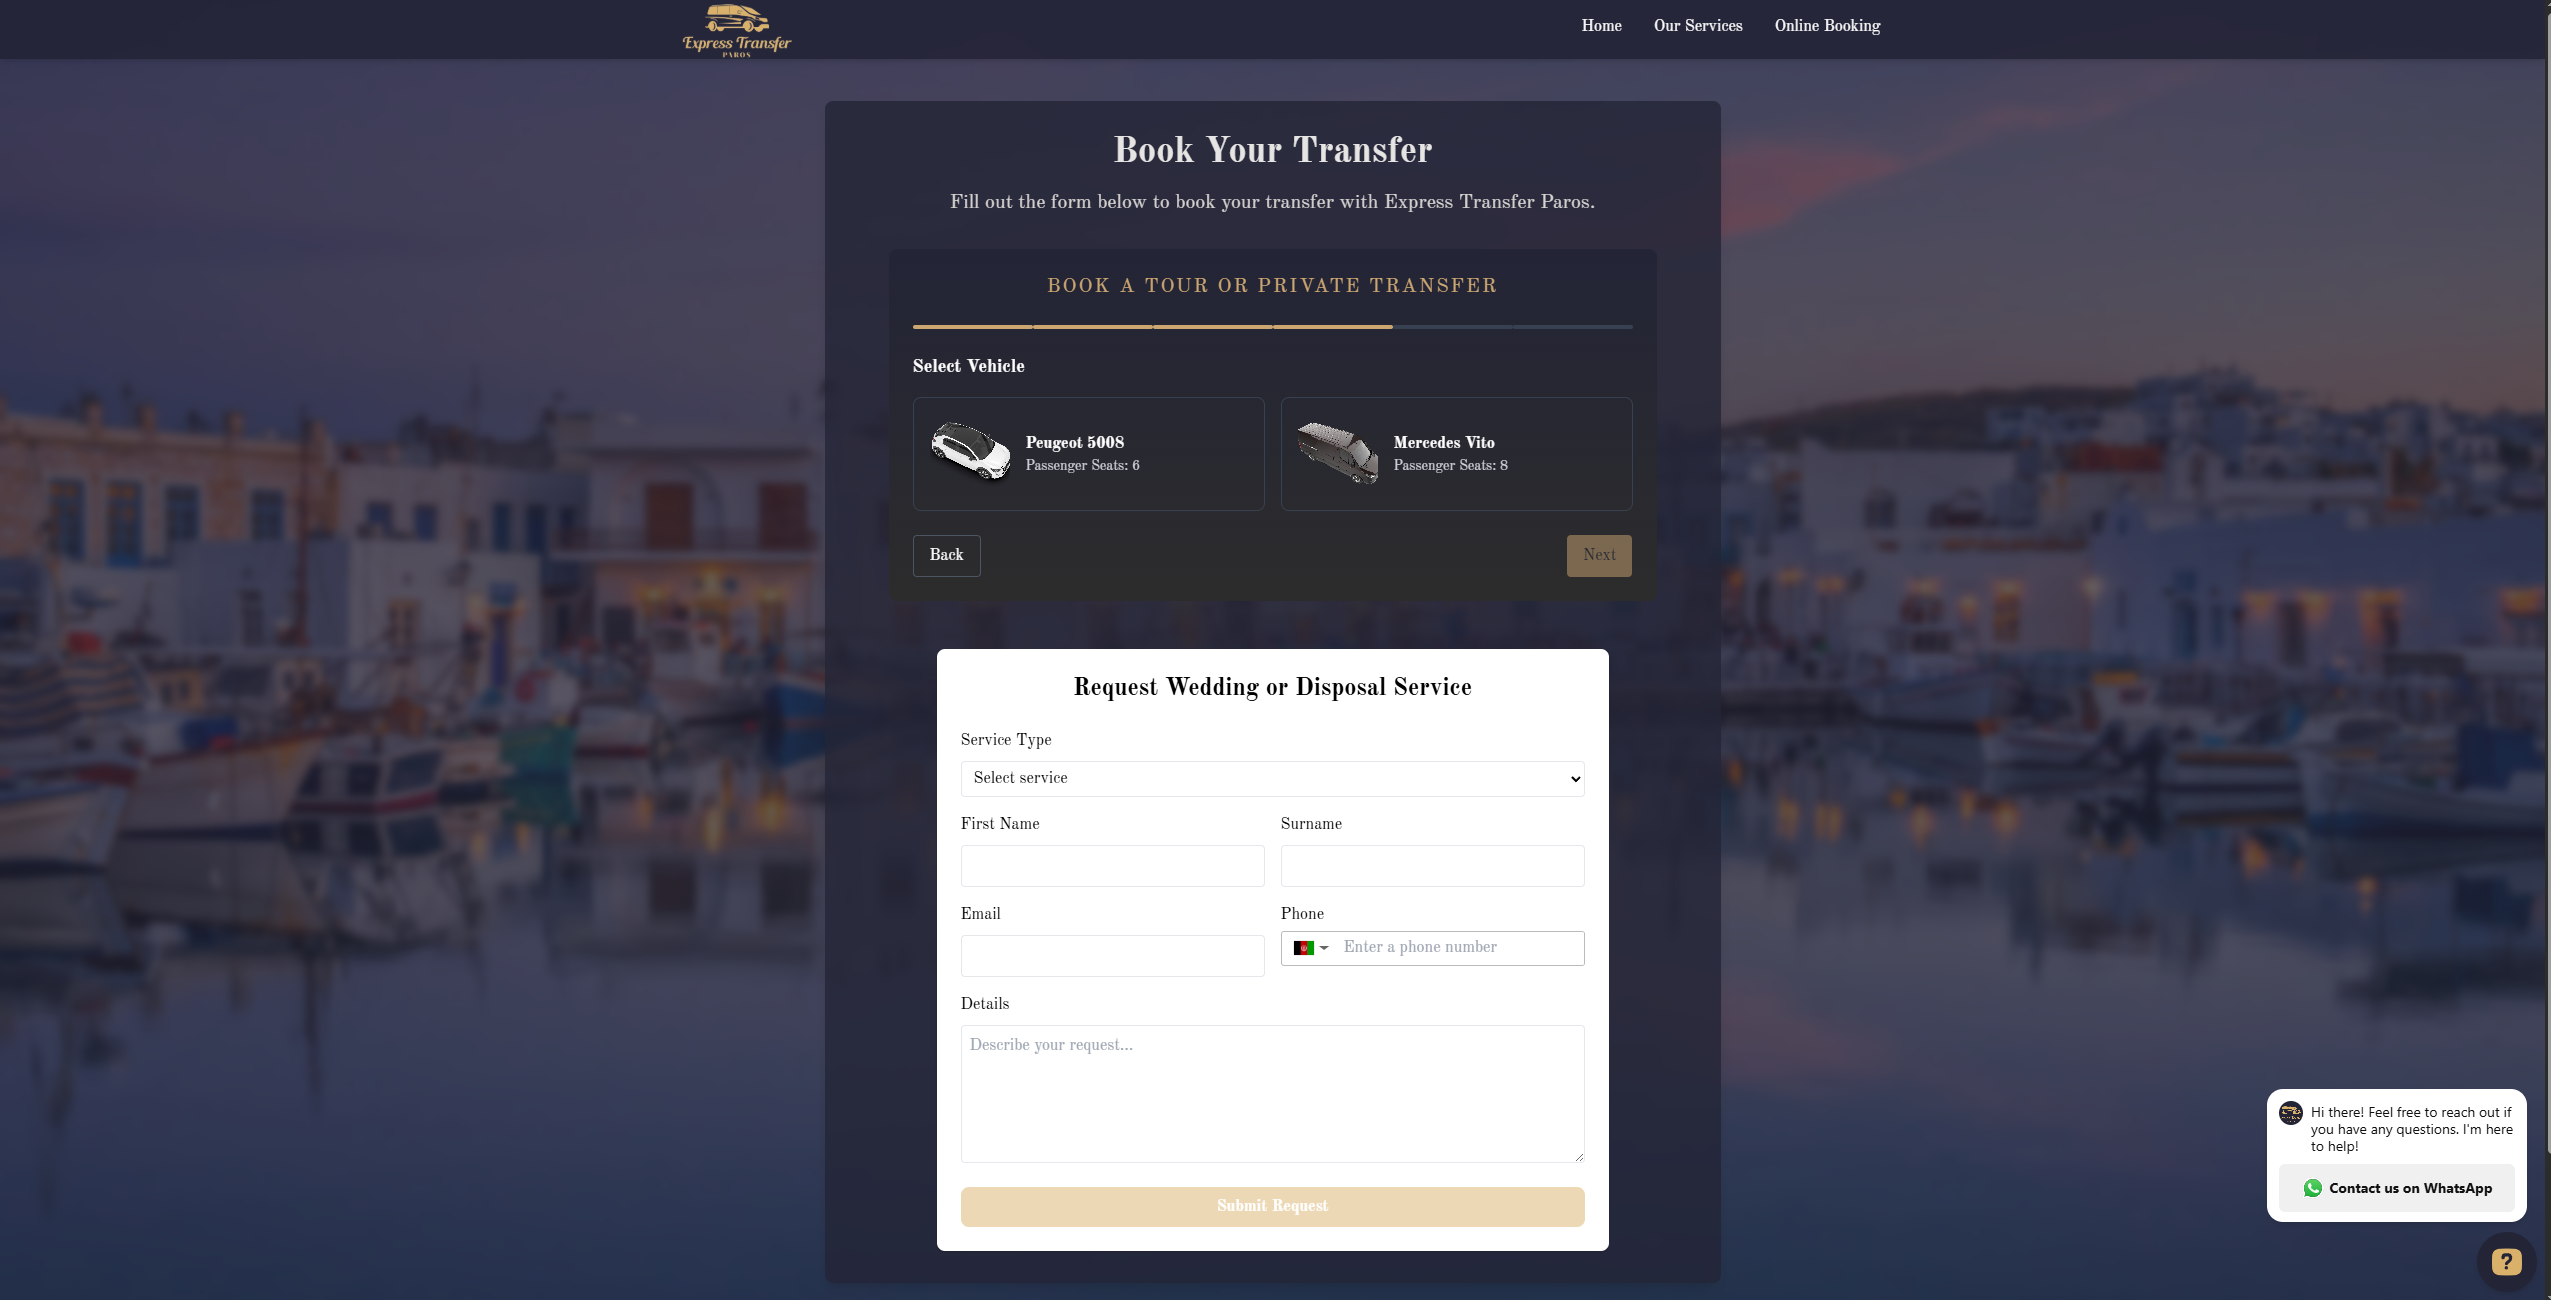 Express Transfer
PAROS
Home
Our Services
Online Booking
Book Your Transfer
Fill out the form below to book your transfer with Express Transfer Paros.
BOOK A TOUR OR PRIVATE TRANSFER
Select Vehicle
Peugeot 5008
Passenger Seats: 6
Mercedes Vito
Passenger Seats: 8
Back
Next
Request Wedding or Disposal Service
Service Type
Select service
First Name
Surname
Email
Phone
Enter a phone number
Details
Describe your request...
Submit Request
Hi there! Feel free to reach out if
you have any questions. I'm here
to help!
Contact us on WhatsApp
?